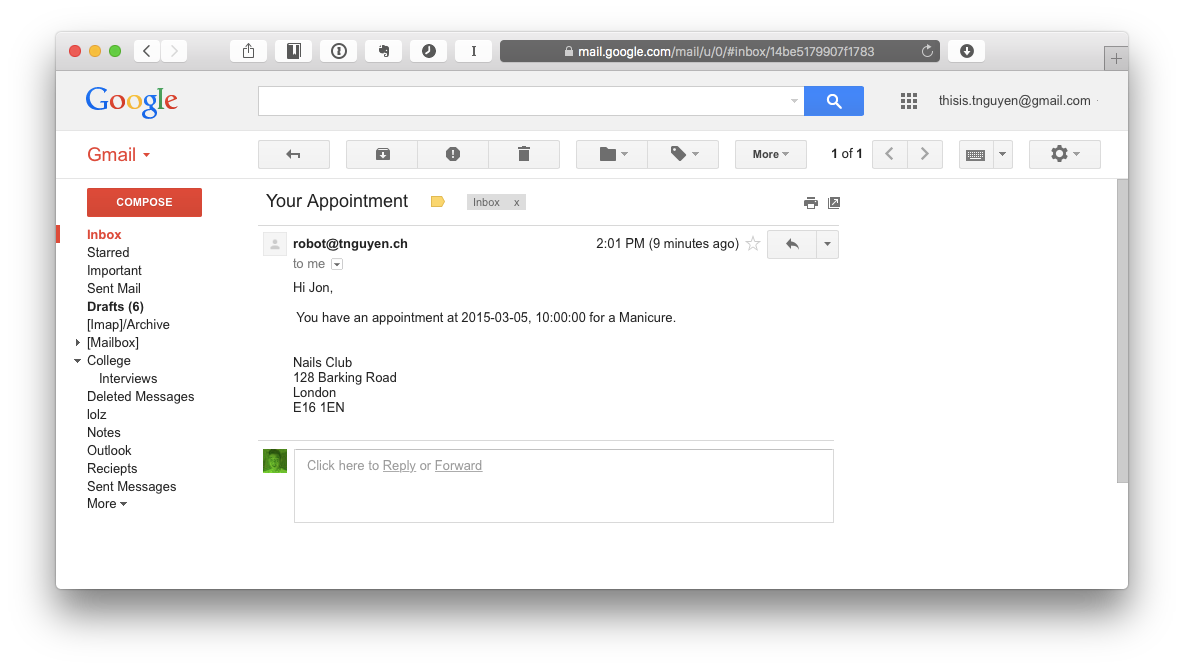 mail.google.com/mail/u/0/#inbox/14be5179907f1783
Google
thisis.tnguyen@gmail.com
Gmail
More
1 of 1
COMPOSE
Inbox
Starred
Important
Sent Mail
Drafts (6)
[Imap]/Archive
[Mailbox]
College
Interviews
Deleted Messages
lolz
Notes
Outlook
Reciepts
Sent Messages
More
Your Appointment
Inbox x
robot@tnguyen.ch
2:01 PM (9 minutes ago)
to me
Hi Jon,
You have an appointment at 2015-03-05, 10:00:00 for a Manicure.
Nails Club
128 Barking Road
London
E16 1EN
Click here to Reply or Forward